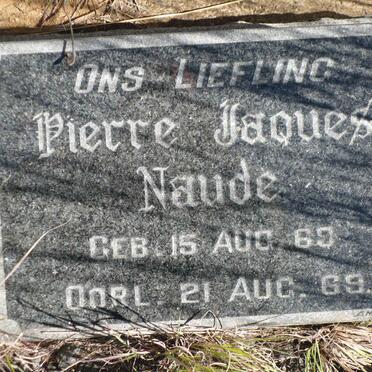 ONS LIEFLING
Pierre Jaques
Naude
GEB. 15 AUG. 69
OORL. 21 AUG. 69.